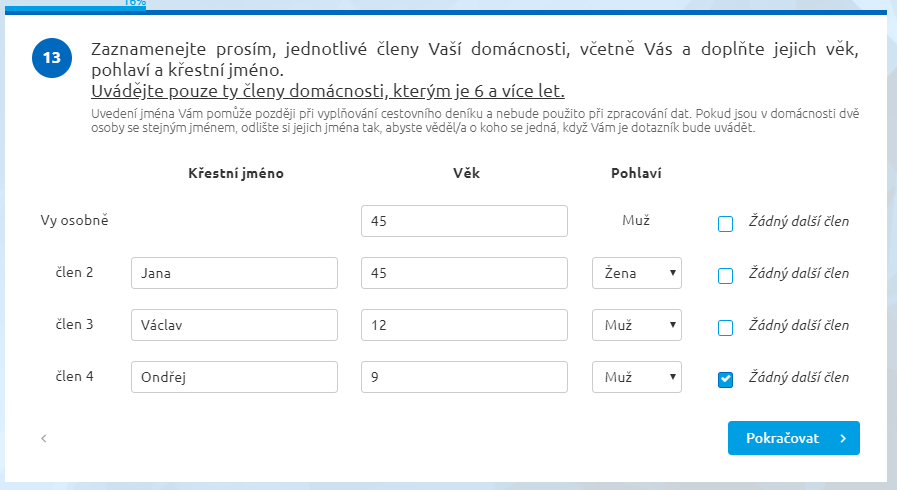 16%
13
Zaznamenejte prosím, jednotlivé členy Vaší domácnosti, včetně Vás a doplňte jejich věk,
pohlaví a křestní jméno.
Uvádějte pouze ty členy domácnosti, kterým je 6 a více let.
Uvedení jména Vám pomůže později při vyplňování cestovního deníku a nebude použito při zpracování dat. Pokud jsou v domácnosti dvě
osoby se stejným jménem, odlište si jejich jména tak, abyste věděl/a o koho se jedná, když Vám je dotazník bude uvádět.
Křestní jméno Věk Pohlaví
Vy osobně 45 Muž Žádný další člen
člen 2 Jana 45 Žena Žádný další člen
člen 3 Václav 12 Muž Žádný další člen
člen 4 Ondřej 9 Muž Žádný další člen
Pokračovat